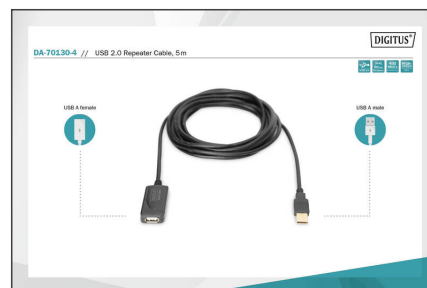 DIGITUS®
DA-70130-4 // USB 2.0 Repeater Cable, 5m
USB A female
USB A male